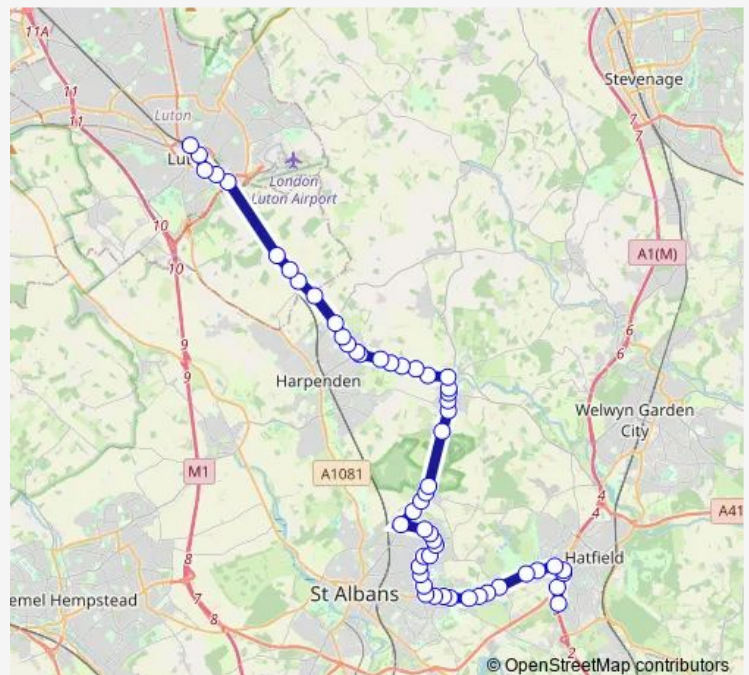 11A
Stevenage
11
11
Luton
7
7
Lut
London
Luton Airport
10
10
A1(M)
6
6
9
9
Harpenden
Welwyn Garden
City
M1
A1081
4
4
A41
8
7
8
Hatfield
emel Hempstead
St Albans
2
© OpenStreetMap contributors